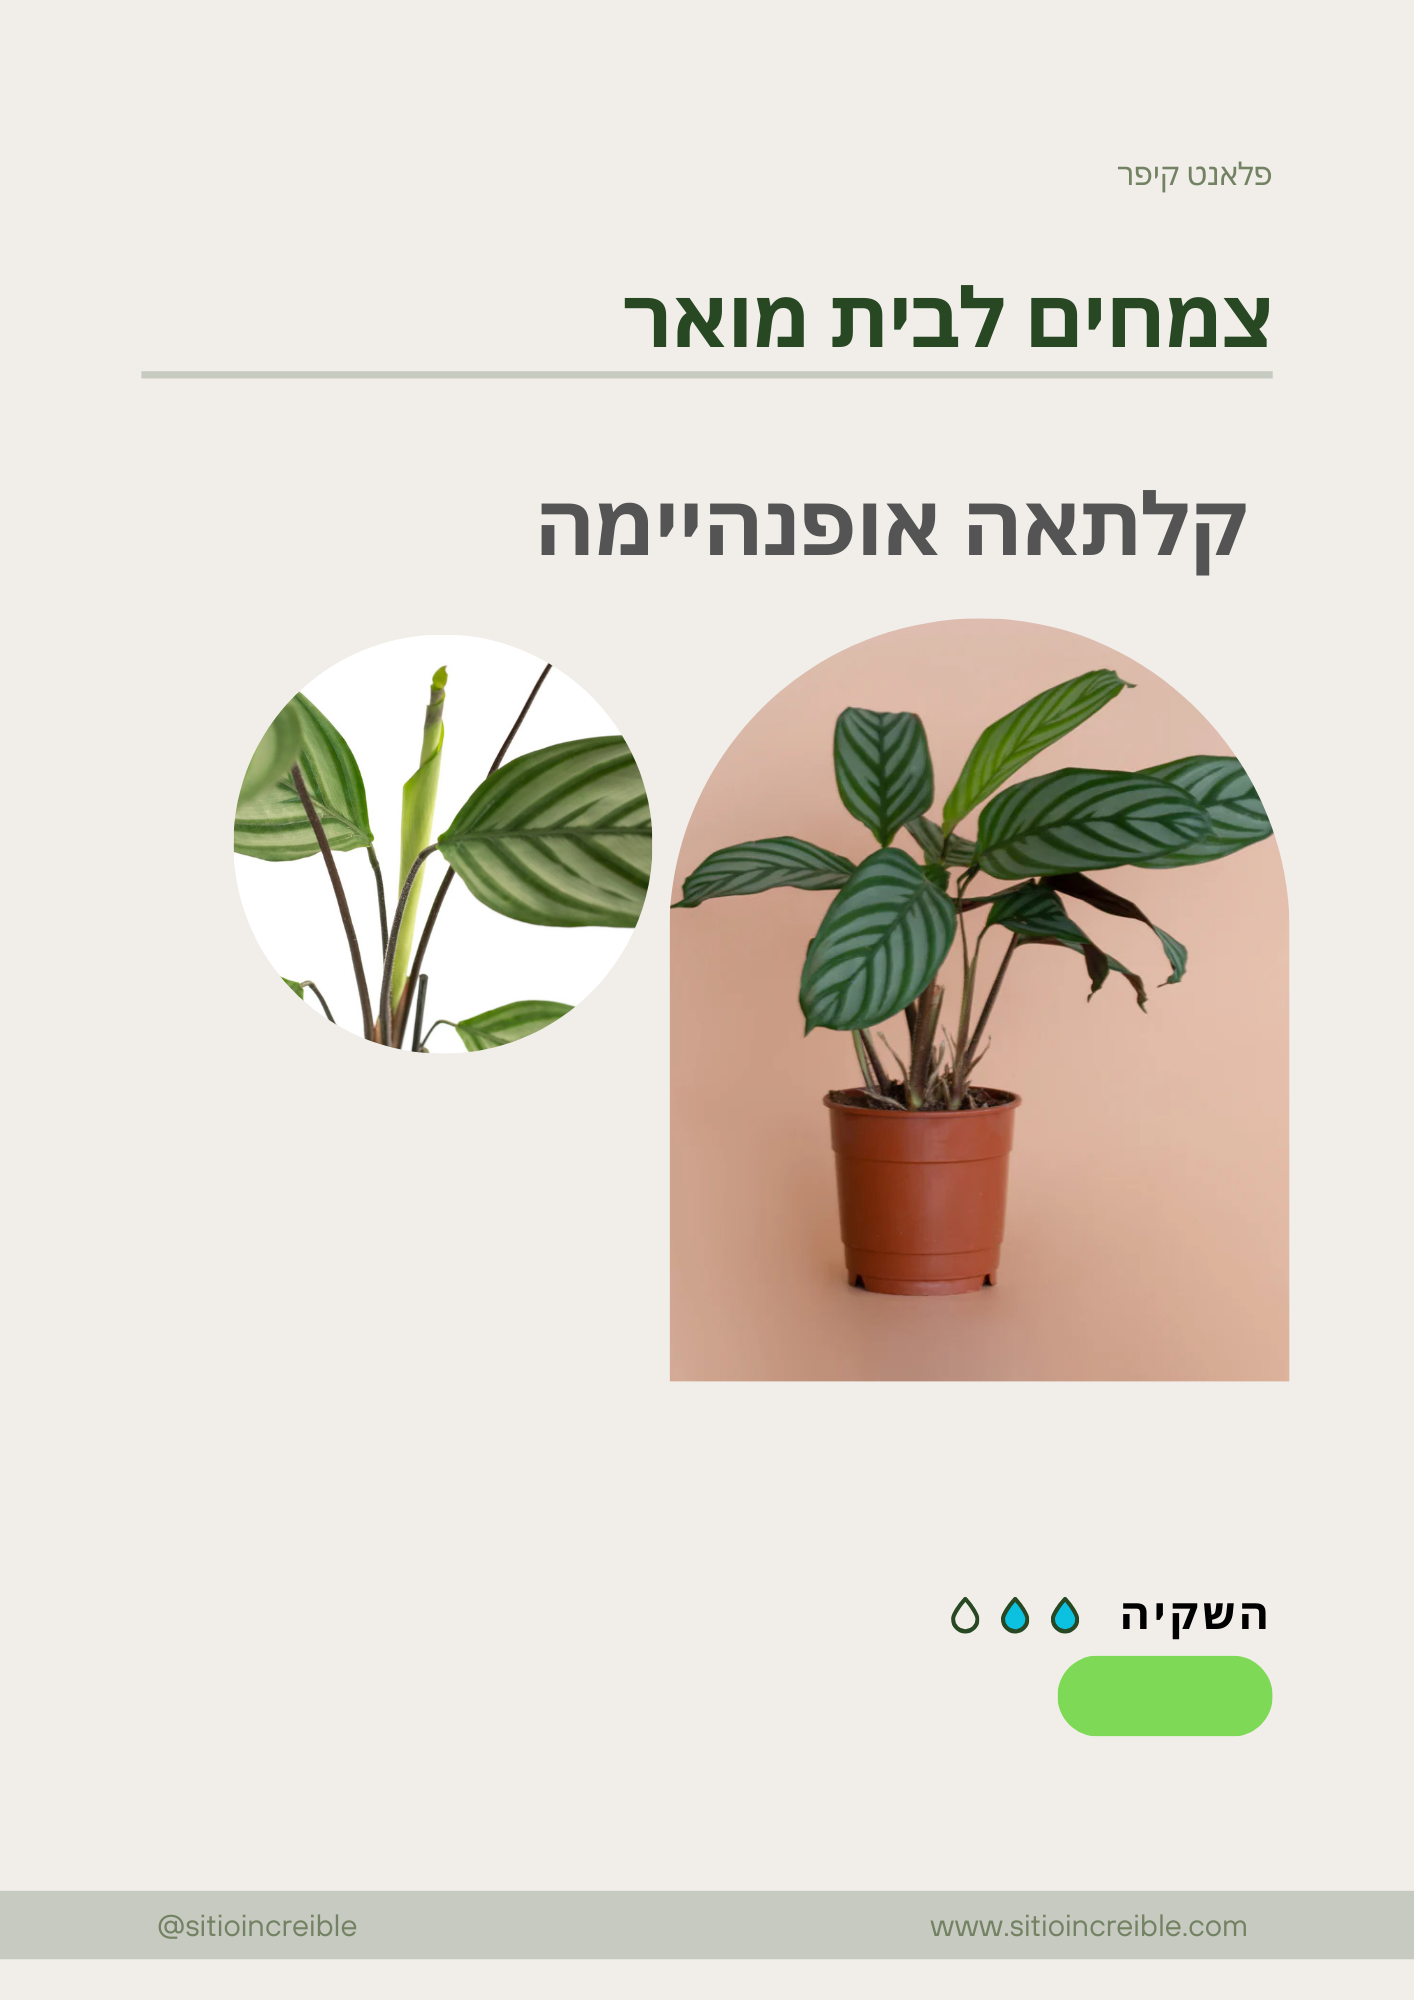 פלאנט קיפר
צמחים לבית מואר
קלתאה אופנהיימה
השקיה
@sitioincreible
www.sitioincreible.com